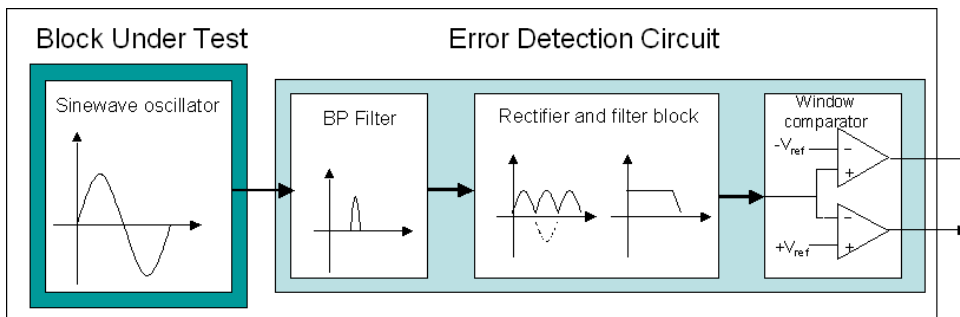 Block Under Test
Error Detection Circuit
Sinewave oscillator
BP Filter
Rectifier and filter block
Window
comparator
-Vref
−
+
−
+Vref
+